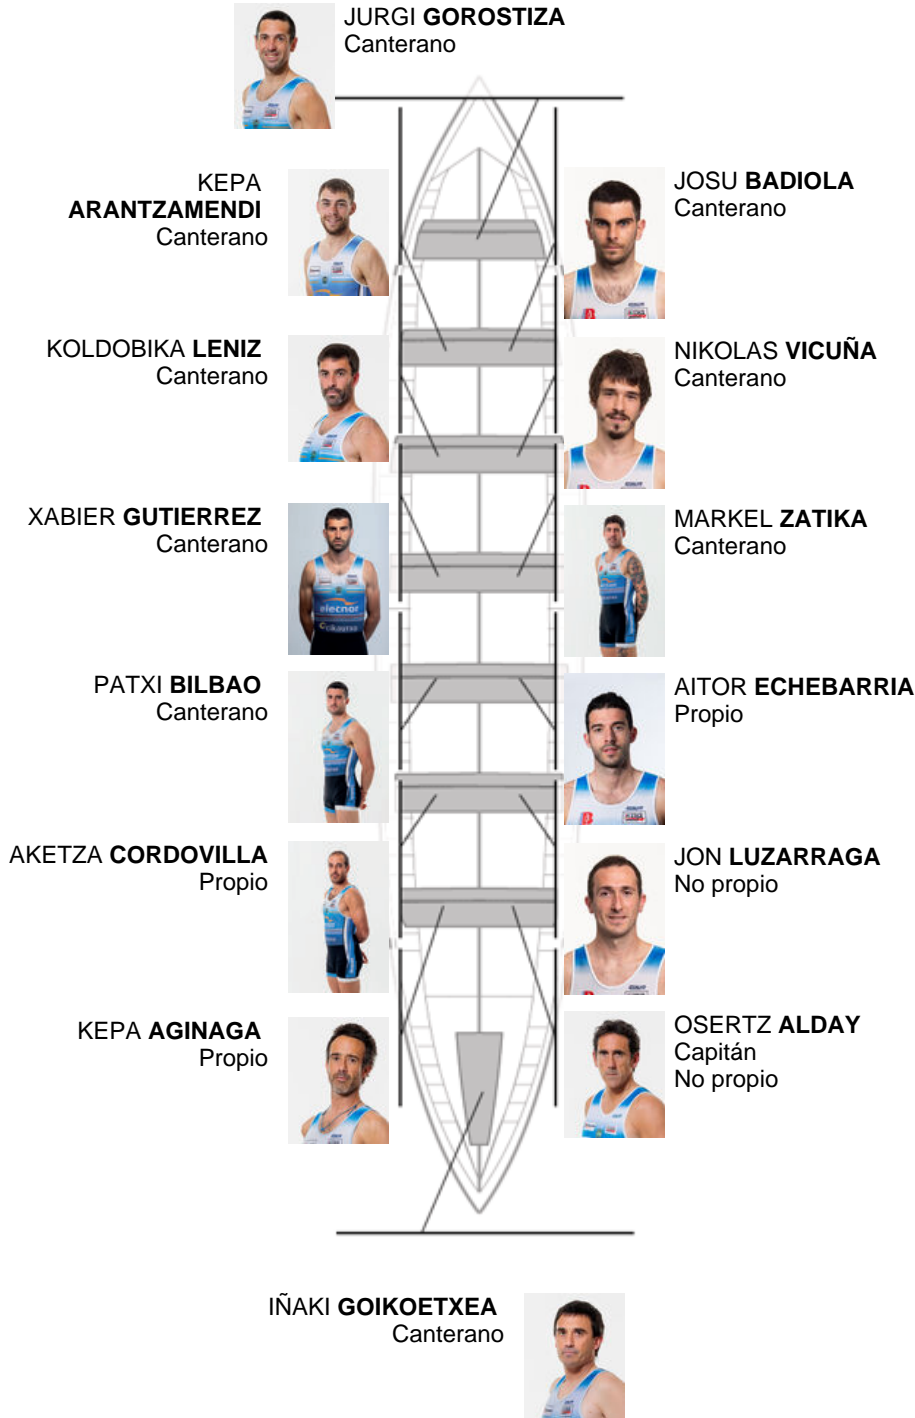 JURGI GOROSTIZA
Canterano
KEPA
ARANTZAMENDI
Canterano
JOSU BADIOLA
Canterano
KOLDOBIKA LENIZ
Canterano
NIKOLAS VICUÑA
Canterano
XABIER GUTIERREZ
Canterano
elecnor
cikautxo
MARKEL ZATIKA
Canterano
PATXI BILBAO
Canterano
AITOR ECHEBARRIA
Propio
AKETZA CORDOVILLA
Propio
JON LUZARRAGA
No propio
KEPA AGINAGA
Propio
OSERTZ ALDAY
Capitán
No propio
IÑAKI GOIKOETXEA
Canterano